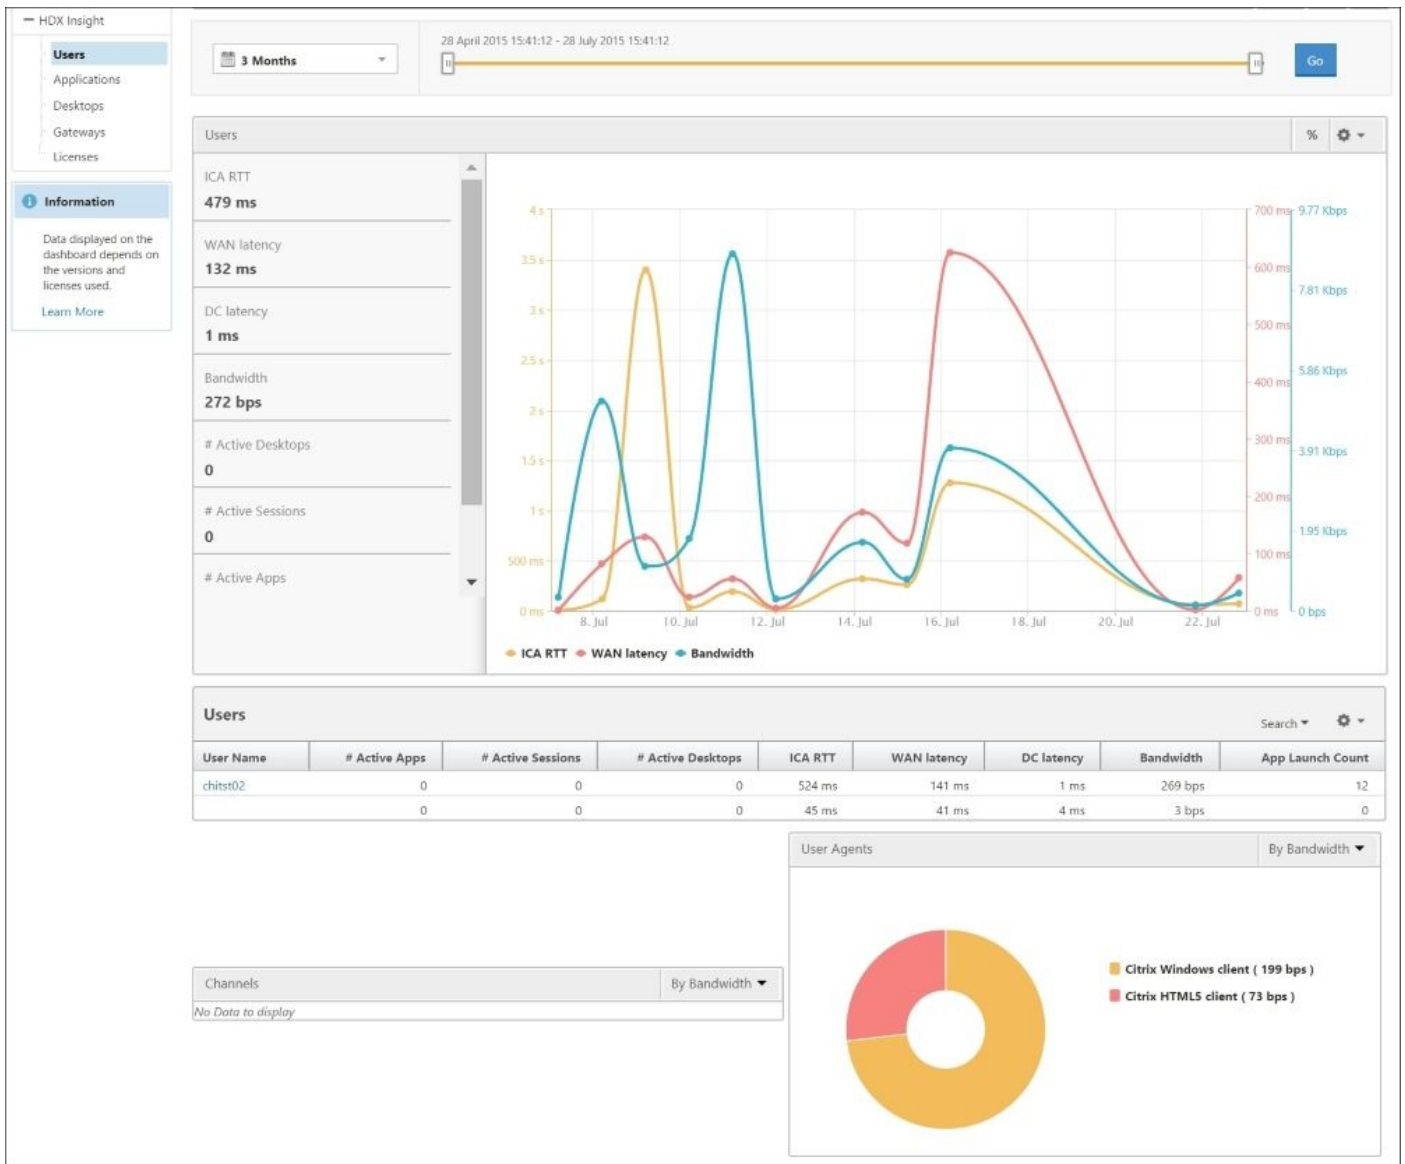 HDX Insight
Users
Applications
Desktops
Gateways
Licenses
Information
Data displayed on the
dashboard depends on
the versions and
licenses used.
Learn More
3 Months
28 April 2015 15:41:12 - 28 July 2015 15:41:12
Go
Users
%
ICA RTT
479 ms
WAN latency
132 ms
DC latency
1 ms
Bandwidth
272 bps
# Active Desktops
0
# Active Sessions
0
# Active Apps
4 s
3.5 s
3 s
2.5 s
2 s
1.5 s
1 s
500 ms
0 ms
700 ms
600 ms
500 ms
400 ms
300 ms
200 ms
100 ms
0 ms
9.77 Kbps
7.81 Kbps
5.86 Kbps
3.91 Kbps
1.95 Kbps
0 bps
8. Jul 10. Jul 12. Jul 14. Jul 16. Jul 18. Jul 20. Jul 22. Jul
ICA RTT WAN latency Bandwidth
Users
Search
User Name # Active Apps # Active Sessions # Active Desktops ICA RTT WAN latency DC latency Bandwidth App Launch Count
chitst02 0 0 0 524 ms 141 ms 1 ms 269 bps 12
0 0 0 45 ms 41 ms 4 ms 3 bps 0
User Agents By Bandwidth
Citrix Windows client ( 199 bps )
Citrix HTML5 client ( 73 bps )
Channels By Bandwidth
No Data to display